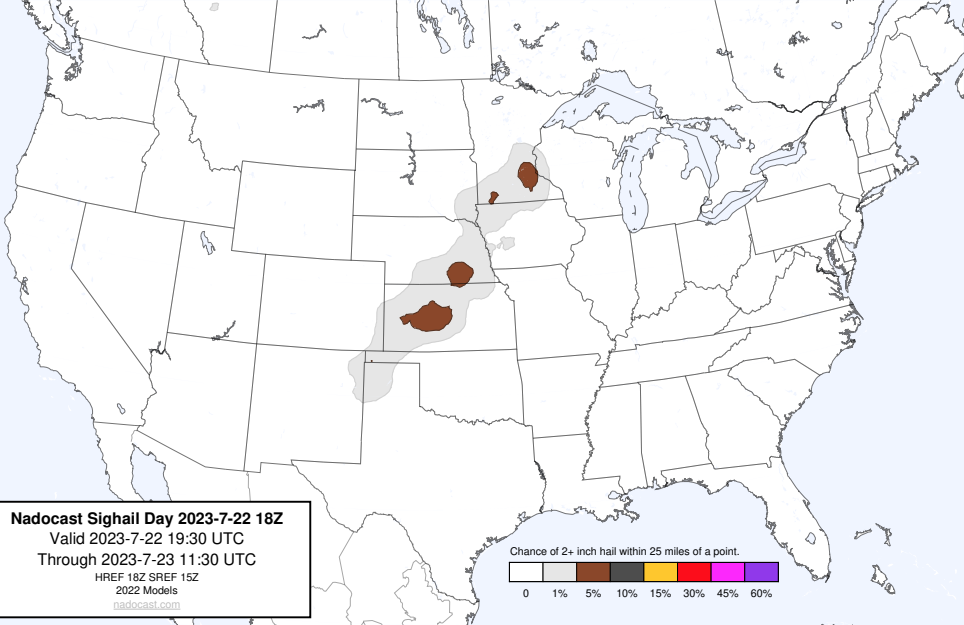 Nadocast Sighail Day 2023-7-22 18Z
Valid 2023-7-22 19:30 UTC
Through 2023-7-23 11:30 UTC
HREF 18Z SREF 15Z
2022 Models
nadocast.com
Chance of 2+ inch hail within 25 miles of a point.
0 1% 5% 10% 15% 30% 45% 60%